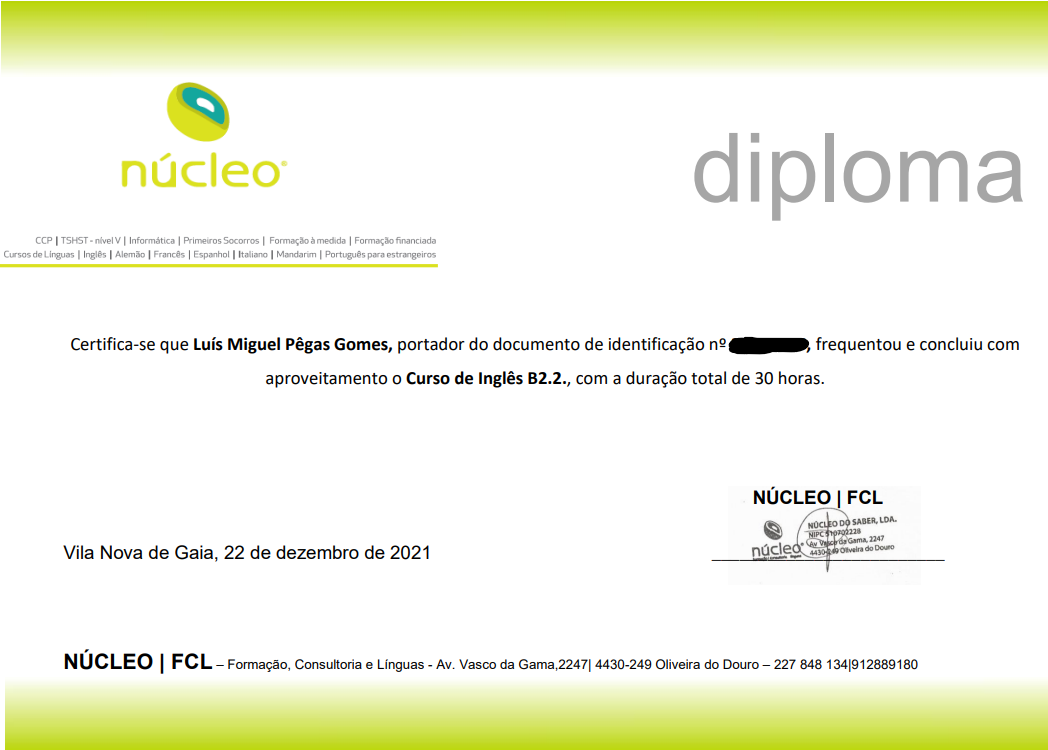 núcleo
diploma
CCP | TSHST - nível V | Informática | Primeiros Socorros | Formação à medida | Formação financiada
Cursos de Línguas | Inglês | Alemão | Francês | Espanhol | Italiano | Mandarim | Português para estrangeiros
Certifica-se que Luís Miguel Pêgas Gomes, portador do documento de identificação nº , frequentou e concluiu com
aproveitamento o Curso de Inglês B2.2., com a duração total de 30 horas.
NÚCLEO | FCL
NÚCLEO DO SABER, LDA.
NIPC 510702228
Av Vasco da Gama, 2247
4430-249 Oliveira do Douro
núcleo
Vila Nova de Gaia, 22 de dezembro de 2021
NÚCLEO | FCL – Formação, Consultoria e Línguas - Av. Vasco da Gama,2247| 4430-249 Oliveira do Douro – 227 848 134|912889180